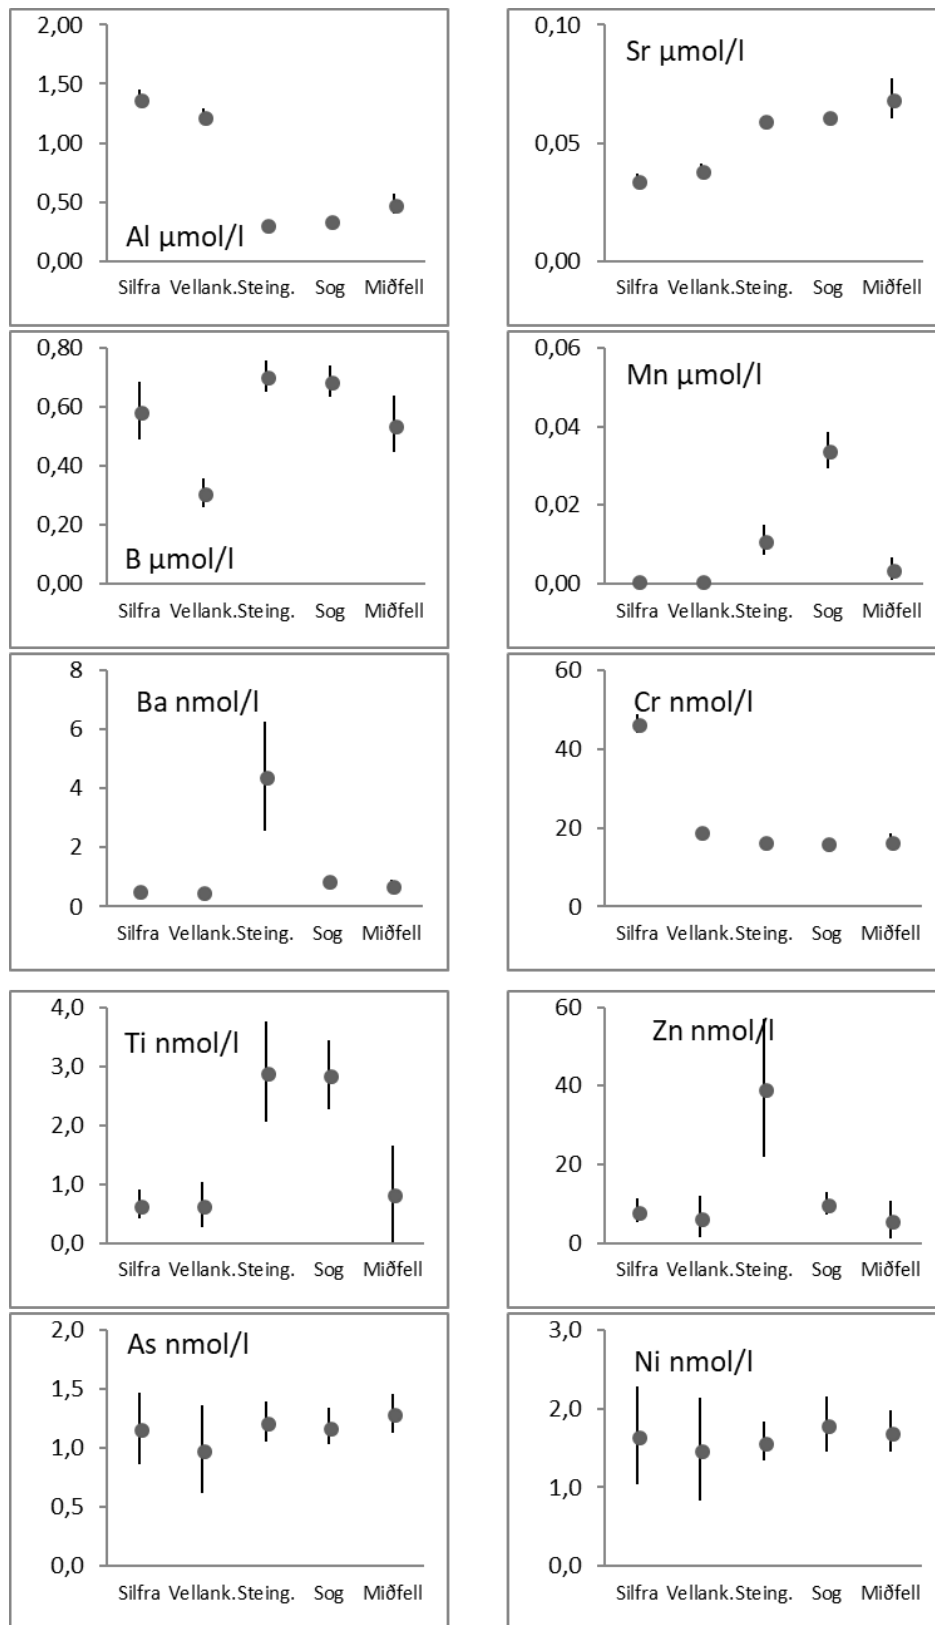 2,00
1,50
1,00
0,50
0,00
Al µmol/l
Silfra Vellank. Steing. Sog Miðfell
0,10
0,05
0,00
Sr µmol/l
Silfra Vellank. Steing. Sog Miðfell
0,80
0,60
0,40
0,20
0,00
B µmol/l
Silfra Vellank. Steing. Sog Miðfell
0,06
0,04
0,02
0,00
Mn µmol/l
Silfra Vellank. Steing. Sog Miðfell
8
6
4
2
0
Ba nmol/l
Silfra Vellank. Steing. Sog Miðfell
60
40
20
0
Cr nmol/l
Silfra Vellank. Steing. Sog Miðfell
4,0
3,0
2,0
1,0
0,0
Ti nmol/l
Silfra Vellank. Steing. Sog Miðfell
60
40
20
0
Zn nmol/l
Silfra Vellank. Steing. Sog Miðfell
2,0
1,5
1,0
0,5
0,0
As nmol/l
Silfra Vellank. Steing. Sog Miðfell
3,0
2,0
1,0
0,0
Ni nmol/l
Silfra Vellank. Steing. Sog Miðfell